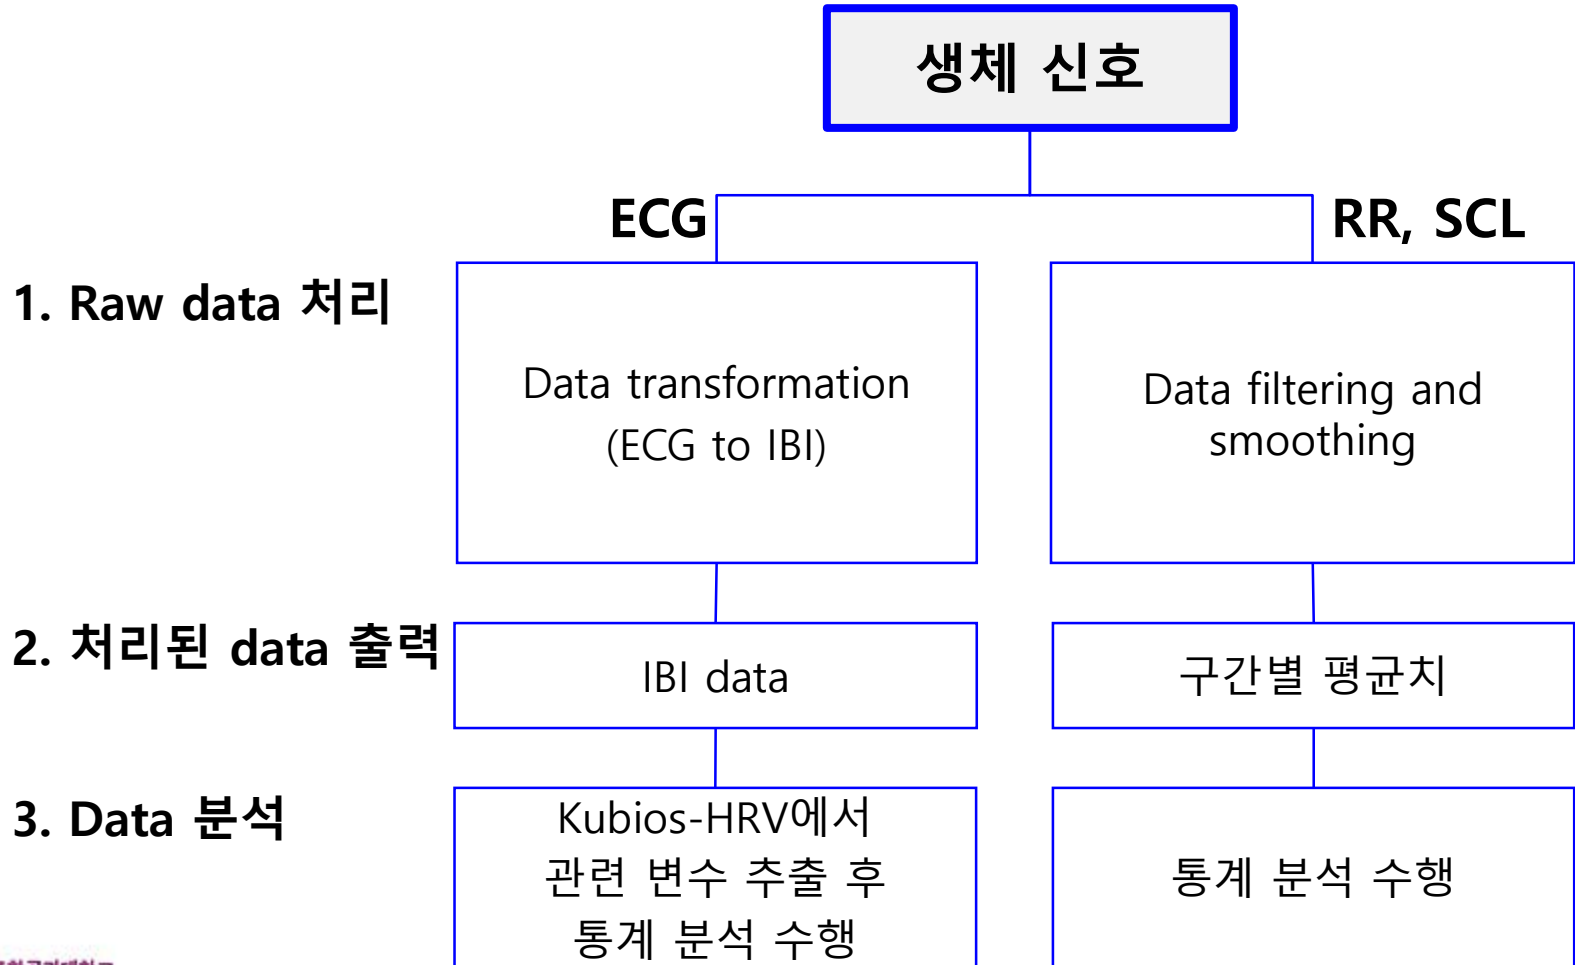 생체 신호
ECG
RR, SCL
1. Raw data 처리
Data transformation
(ECG to IBI)
Data filtering and
smoothing
2. 처리된 data 출력
IBI data
구간별 평균치
3. Data 분석
Kubios-HRV에서
관련 변수 추출 후
통계 분석 수행
통계 분석 수행